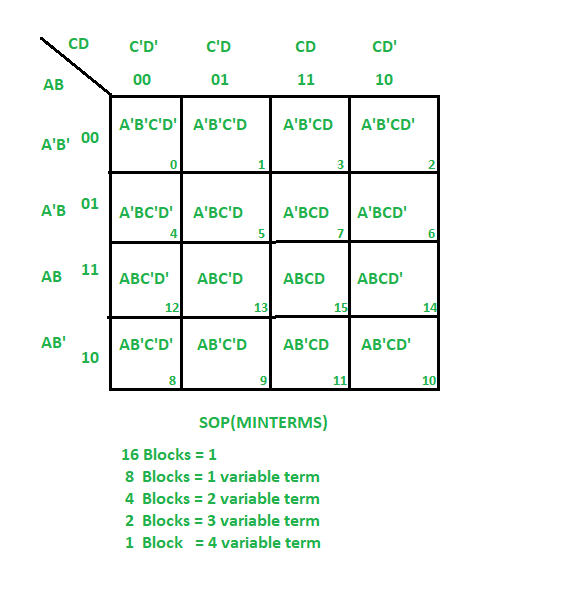 CD C'D' C'D CD CD'
AB 00 01 11 10
A'B' 00 A'B'C'D' A'B'C'D A'B'CD A'B'CD'
0 1 3 2
A'B 01 A'BC'D' A'BC'D A'BCD A'BCD'
4 5 7 6
AB 11 ABC'D' ABC'D ABCD ABCD'
12 13 15 14
AB' 10 AB'C'D' AB'C'D AB'CD AB'CD'
8 9 11 10
SOP(MINTERMS)
16 Blocks = 1
8 Blocks = 1 variable term
4 Blocks = 2 variable term
2 Blocks = 3 variable term
1 Block = 4 variable term